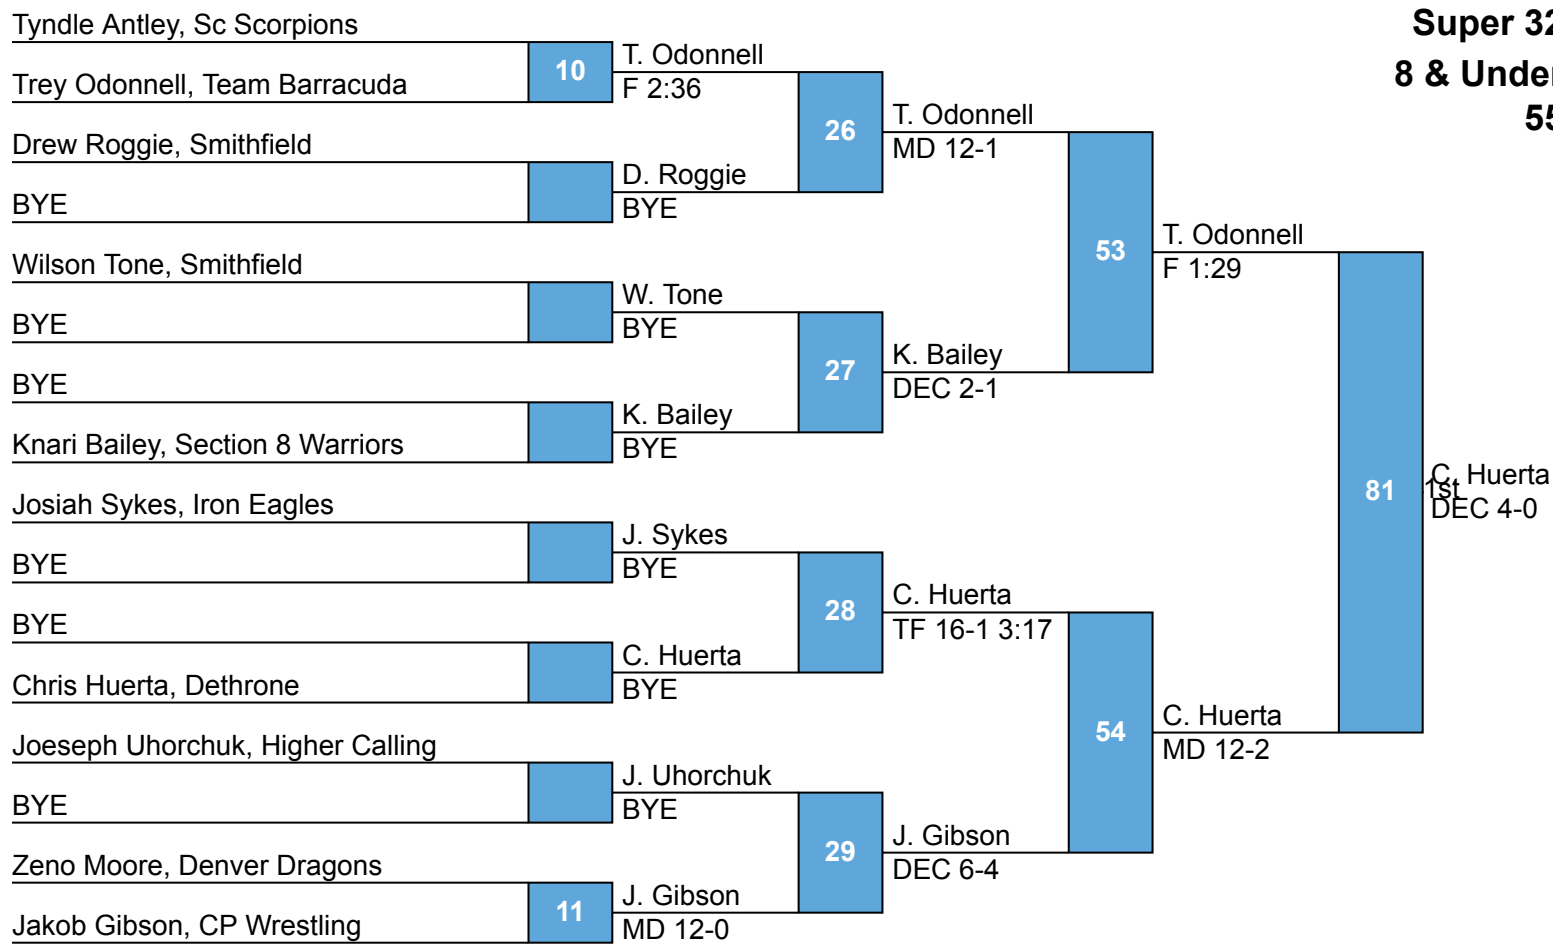 Super 32
8 & Under
55
Tyndle Antley, Sc Scorpions
10
Trey Odonnell, Team Barracuda
T. Odonnell
F 2:36
Drew Roggie, Smithfield
BYE
D. Roggie
BYE
26
T. Odonnell
MD 12-1
Wilson Tone, Smithfield
BYE
W. Tone
BYE
BYE
Knari Bailey, Section 8 Warriors
K. Bailey
BYE
27
K. Bailey
DEC 2-1
53
T. Odonnell
F 1:29
Josiah Sykes, Iron Eagles
BYE
J. Sykes
BYE
BYE
Chris Huerta, Dethrone
C. Huerta
BYE
28
C. Huerta
TF 16-1 3:17
Joeseph Uhorchuk, Higher Calling
BYE
J. Uhorchuk
BYE
Zeno Moore, Denver Dragons
11
Jakob Gibson, CP Wrestling
J. Gibson
MD 12-0
29
J. Gibson
DEC 6-4
54
C. Huerta
MD 12-2
81
C. Huerta
1st
DEC 4-0